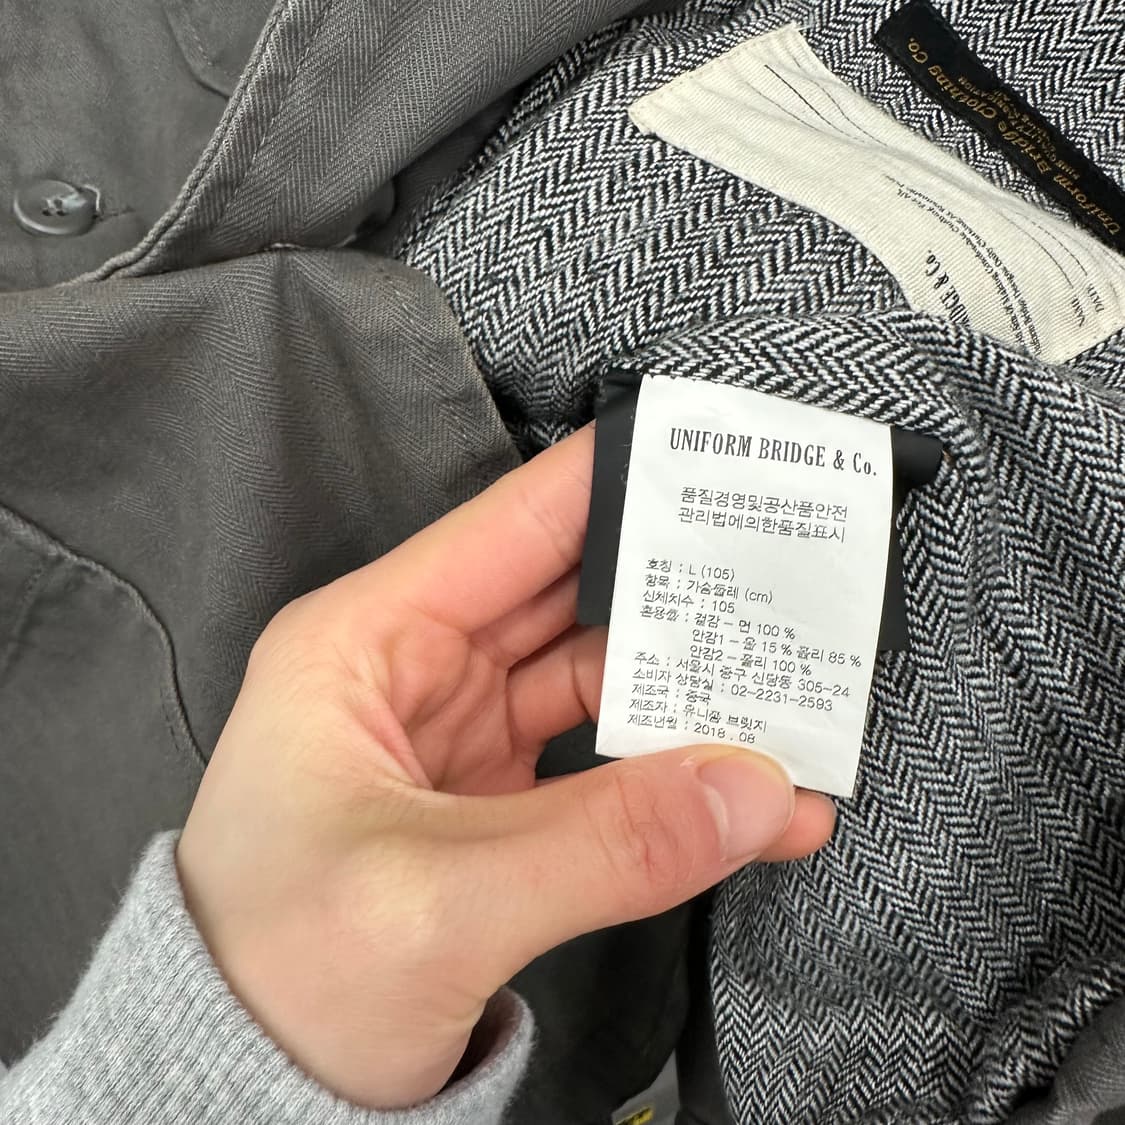 UNIFORM BRIDGE & Co.
품질경영및공산품안전
관리법에의한품질표시
호칭 : L (105)
항목 : 가슴둘레 (cm)
신체치수 : 105
혼용률 : 겉감 - 면 100 %
안감1 - 울 15 % 폴리 85 %
안감2 - 폴리 100 %
주소 : 서울시 중구 신당동 305-24
소비자 상담실 : 02-2231-2593
제조국 : 중국
제조자 : 유니폼 브릿지
제조년월 : 2018 . 08
Uniform Bridge Clothing Co.
IDGE & Co.
NAME
DATE